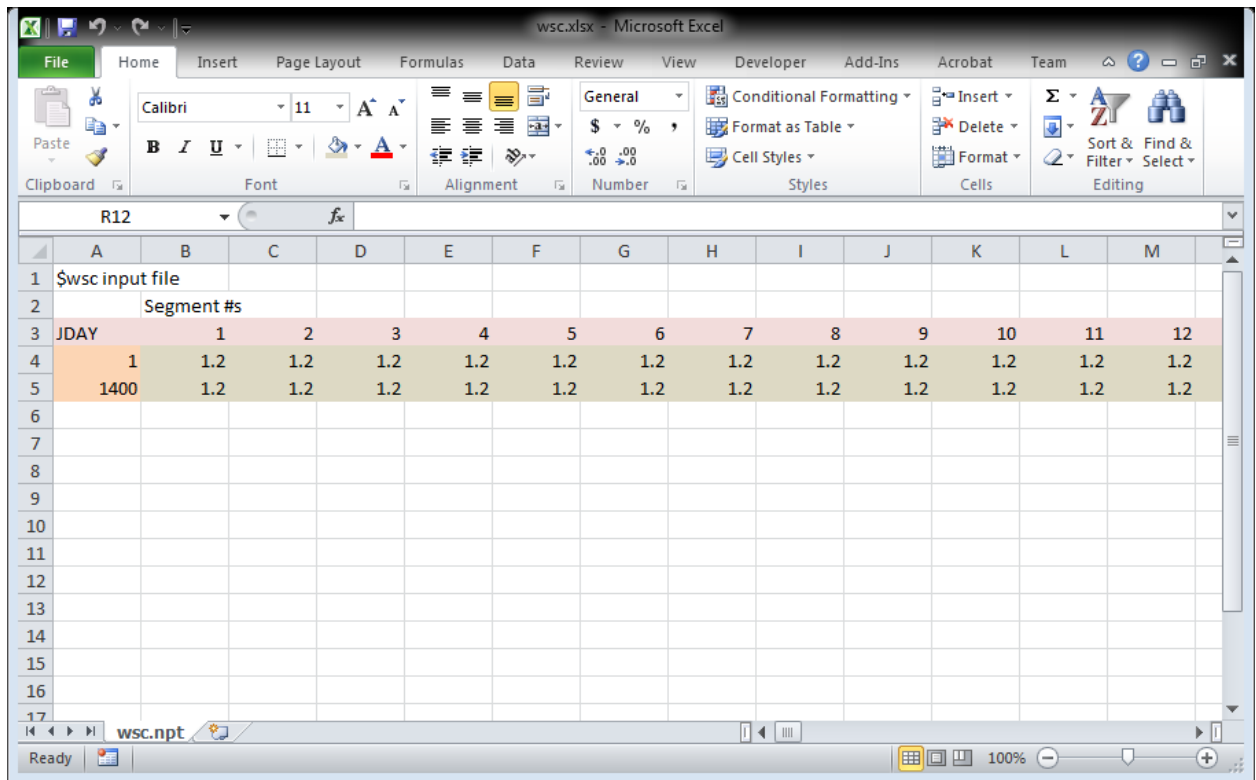 wsc.xlsx - Microsoft Excel
File Home Insert Page Layout Formulas Data Review View Developer Add-Ins Acrobat Team
Calibri 11 A A General Conditional Formatting Insert Σ
Paste $ % , Format as Table Delete Sort & Find &
B I U A .00 .0 Cell Styles Format Filter Select
Clipboard Font Alignment Number Styles Cells Editing
R12 fx
A B C D E F G H I J K L M
1 $wsc input file
2 Segment #s
3 JDAY 1 2 3 4 5 6 7 8 9 10 11 12
4 1 1.2 1.2 1.2 1.2 1.2 1.2 1.2 1.2 1.2 1.2 1.2 1.2
5 1400 1.2 1.2 1.2 1.2 1.2 1.2 1.2 1.2 1.2 1.2 1.2 1.2
6
7
8
9
10
11
12
13
14
15
16
17
wsc.npt
Ready 100%